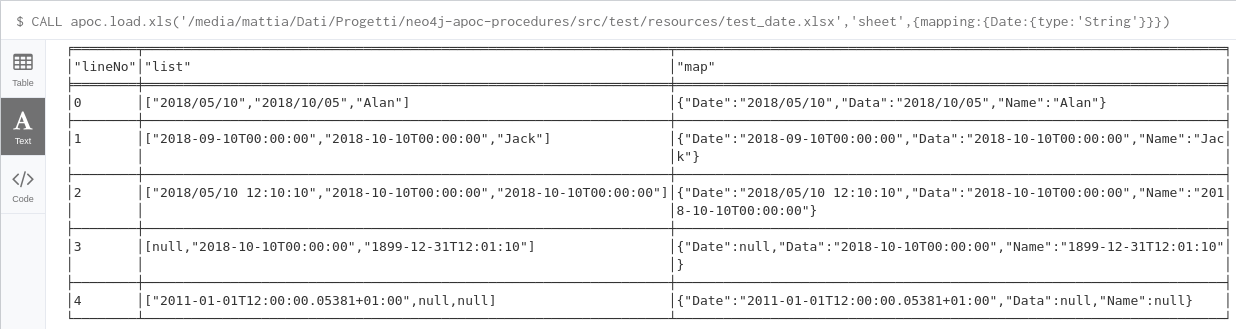 $ CALL apoc.load.xls('/media/mattia/Dati/Progetti/neo4j-apoc-procedures/src/test/resources/test_date.xlsx','sheet',{mapping:{Date:{type:'String'}}})
Table
Text
Code
"lineNo" "list" "map"
0 ["2018/05/10","2018/10/05","Alan"] {"Date":"2018/05/10","Data":"2018/10/05","Name":"Alan"}
1 ["2018-09-10T00:00:00","2018-10-10T00:00:00","Jack"] {"Date":"2018-09-10T00:00:00","Data":"2018-10-10T00:00:00","Name":"Jac
k"}
2 ["2018/05/10 12:10:10","2018-10-10T00:00:00","2018-10-10T00:00:00"] {"Date":"2018/05/10 12:10:10","Data":"2018-10-10T00:00:00","Name":"201
8-10-10T00:00:00"}
3 [null,"2018-10-10T00:00:00","1899-12-31T12:01:10"] {"Date":null,"Data":"2018-10-10T00:00:00","Name":"1899-12-31T12:01:10"
}
4 ["2011-01-01T12:00:00.05381+01:00",null,null] {"Date":"2011-01-01T12:00:00.05381+01:00","Data":null,"Name":null}